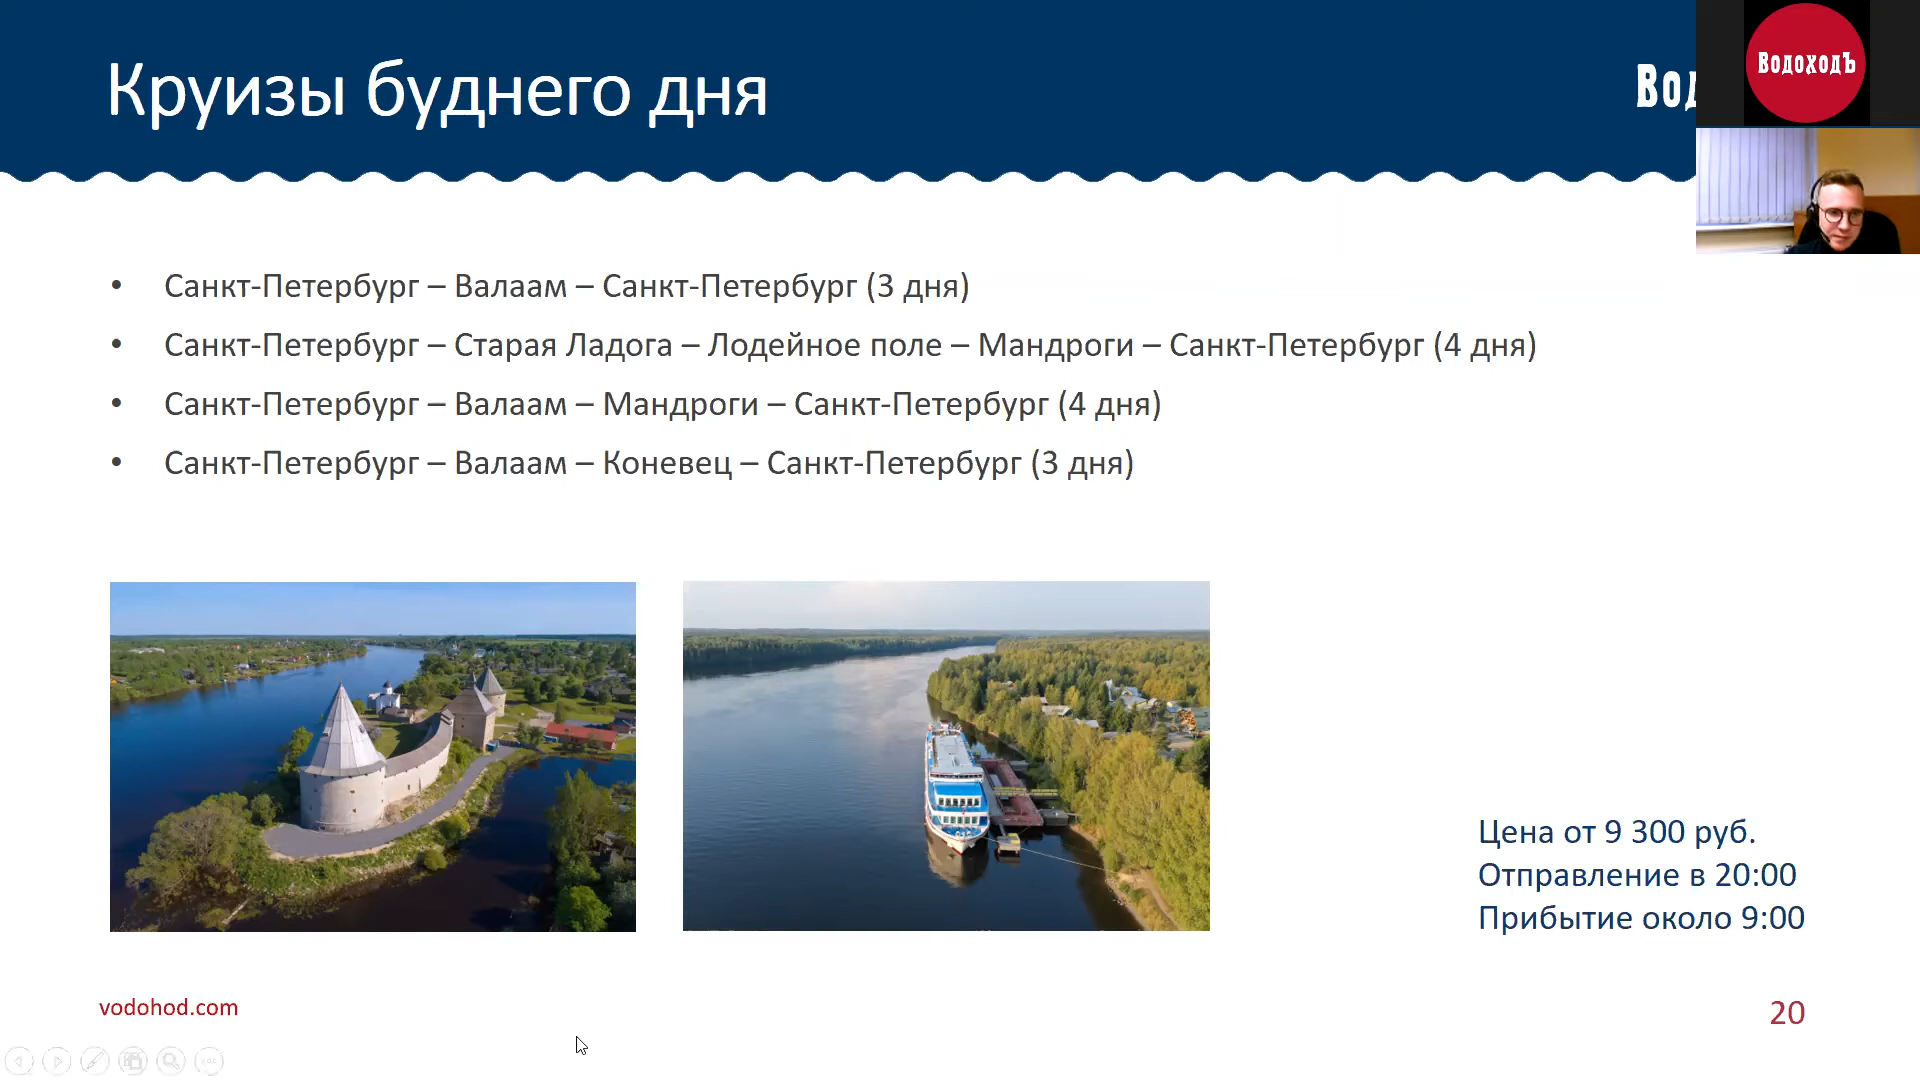 Круизы буднего дня
ВодоходЪ
• Санкт-Петербург – Валаам – Санкт-Петербург (3 дня)
• Санкт-Петербург – Старая Ладога – Лодейное поле – Мандроги – Санкт-Петербург (4 дня)
• Санкт-Петербург – Валаам – Мандроги – Санкт-Петербург (4 дня)
• Санкт-Петербург – Валаам – Коневец – Санкт-Петербург (3 дня)
Цена от 9 300 руб.
Отправление в 20:00
Прибытие около 9:00
vodohod.com
20